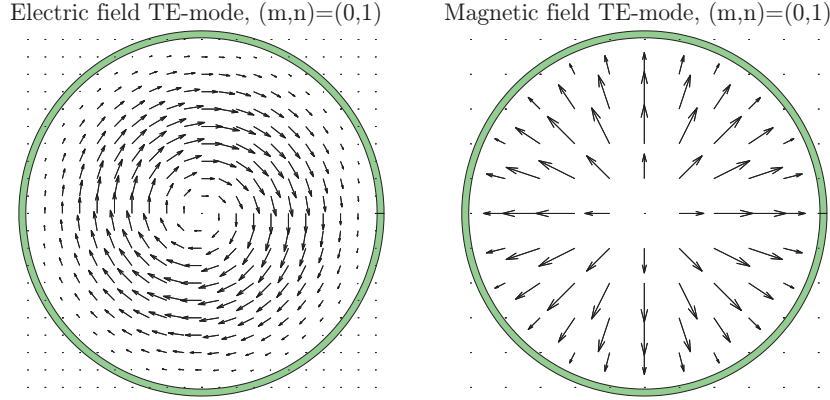 Electric field TE-mode, (m,n)=(0,1)
Magnetic field TE-mode, (m,n)=(0,1)